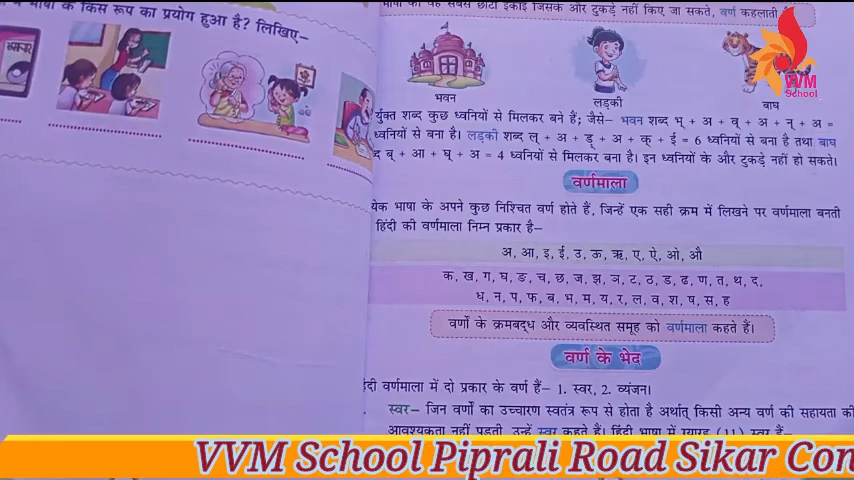 भाषा के किस रूप का प्रयोग हुआ है? लिखिए–
भाषा की वह सबसे छोटी इकाई जिसके और टुकड़े नहीं किए जा सकते, वर्ण कहलाती
भवन
लड़की
बाघ
VVM
School
र्युक्त शब्द कुछ ध्वनियों से मिलकर बने हैं; जैसे– भवन शब्द भ् + अ + व् + अ + न् + अ =
ध्वनियों से बना है। लड़की शब्द ल् + अ + ड़् + अ + क् + ई = 6 ध्वनियों से बना है तथा बाघ
द ब् + आ + घ् + अ = 4 ध्वनियों से मिलकर बना है। इन ध्वनियों के और टुकड़े नहीं हो सकते।
वर्णमाला
येक भाषा के अपने कुछ निश्चित वर्ण होते हैं, जिन्हें एक सही क्रम में लिखने पर वर्णमाला बनती
हिंदी की वर्णमाला निम्न प्रकार है–
अ, आ, इ, ई, उ, ऊ, ऋ, ए, ऐ, ओ, औ
क, ख, ग, घ, ङ, च, छ, ज, झ, ञ, ट, ठ, ड, ढ, ण, त, थ, द,
ध, न, प, फ, ब, भ, म, य, र, ल, व, श, ष, स, ह
वर्णों के क्रमबद्ध और व्यवस्थित समूह को वर्णमाला कहते हैं।
वर्ण के भेद
हिंदी वर्णमाला में दो प्रकार के वर्ण हैं– 1. स्वर, 2. व्यंजन।
स्वर– जिन वर्णों का उच्चारण स्वतंत्र रूप से होता है अर्थात् किसी अन्य वर्ण की सहायता की
आवश्यकता नहीं पड़ती, उन्हें स्वर कहते हैं। हिंदी भाषा में ग्यारह (11) स्वर हैं–
VVM School Piprali Road Sikar Con